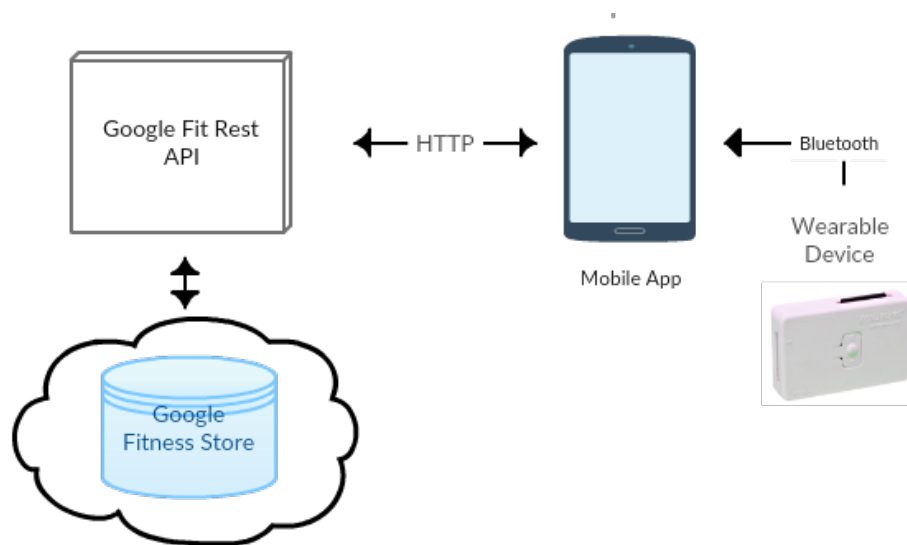 Google Fit Rest
API
HTTP
Bluetooth
Wearable
Device
Mobile App
Google
Fitness Store